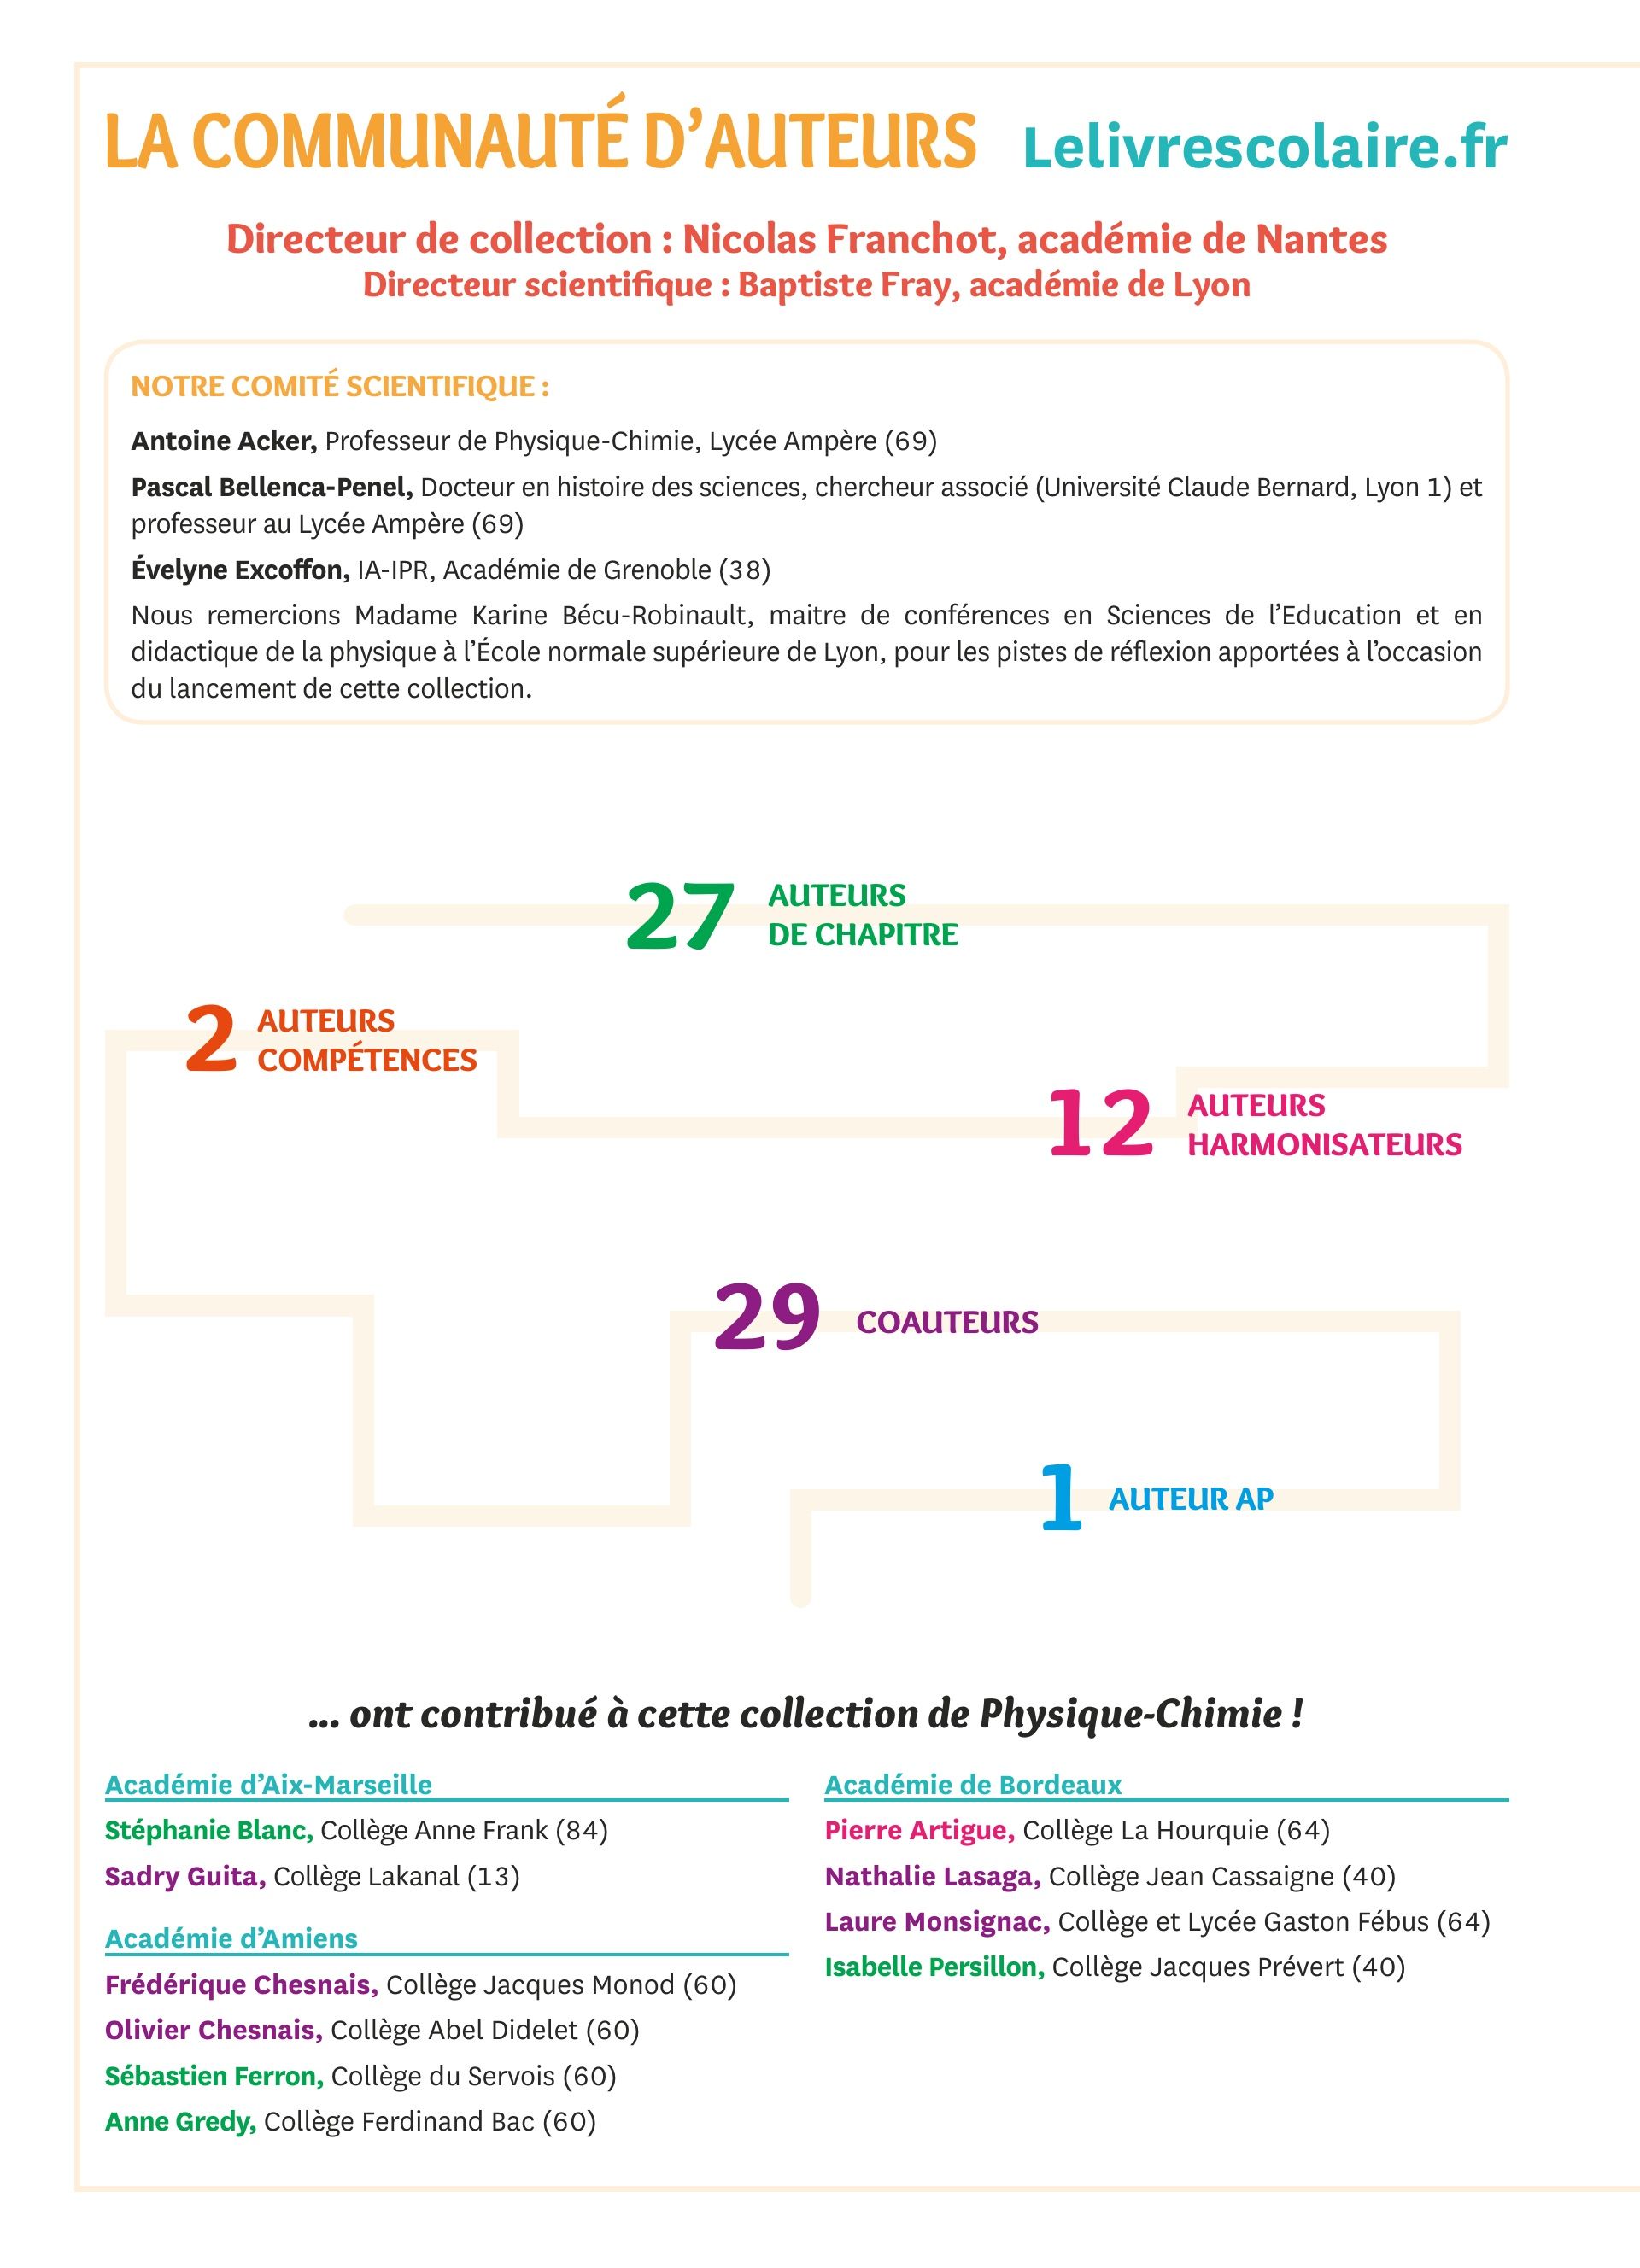 LA COMMUNAUTÉ D’AUTEURS Lelivrescolaire.fr
Directeur de collection : Nicolas Franchot, académie de Nantes
Directeur scientifique : Baptiste Fray, académie de Lyon
NOTRE COMITÉ SCIENTIFIQUE :
Antoine Acker, Professeur de Physique-Chimie, Lycée Ampère (69)
Pascal Bellenca-Penel, Docteur en histoire des sciences, chercheur associé (Université Claude Bernard, Lyon 1) et
professeur au Lycée Ampère (69)
Évelyne Excoffon, IA-IPR, Académie de Grenoble (38)
Nous remercions Madame Karine Bécu-Robinault, maitre de conférences en Sciences de l’Education et en
didactique de la physique à l’École normale supérieure de Lyon, pour les pistes de réflexion apportées à l’occasion
du lancement de cette collection.
27 AUTEURS
DE CHAPITRE
2 AUTEURS
COMPÉTENCES
12 AUTEURS
HARMONISATEURS
29 COAUTEURS
1 AUTEUR AP
... ont contribué à cette collection de Physique-Chimie !
Académie d’Aix-Marseille
Stéphanie Blanc, Collège Anne Frank (84)
Sadry Guita, Collège Lakanal (13)
Académie d’Amiens
Frédérique Chesnais, Collège Jacques Monod (60)
Olivier Chesnais, Collège Abel Didelet (60)
Sébastien Ferron, Collège du Servois (60)
Anne Gredy, Collège Ferdinand Bac (60)
Académie de Bordeaux
Pierre Artigue, Collège La Hourquie (64)
Nathalie Lasaga, Collège Jean Cassaigne (40)
Laure Monsignac, Collège et Lycée Gaston Fébus (64)
Isabelle Persillon, Collège Jacques Prévert (40)